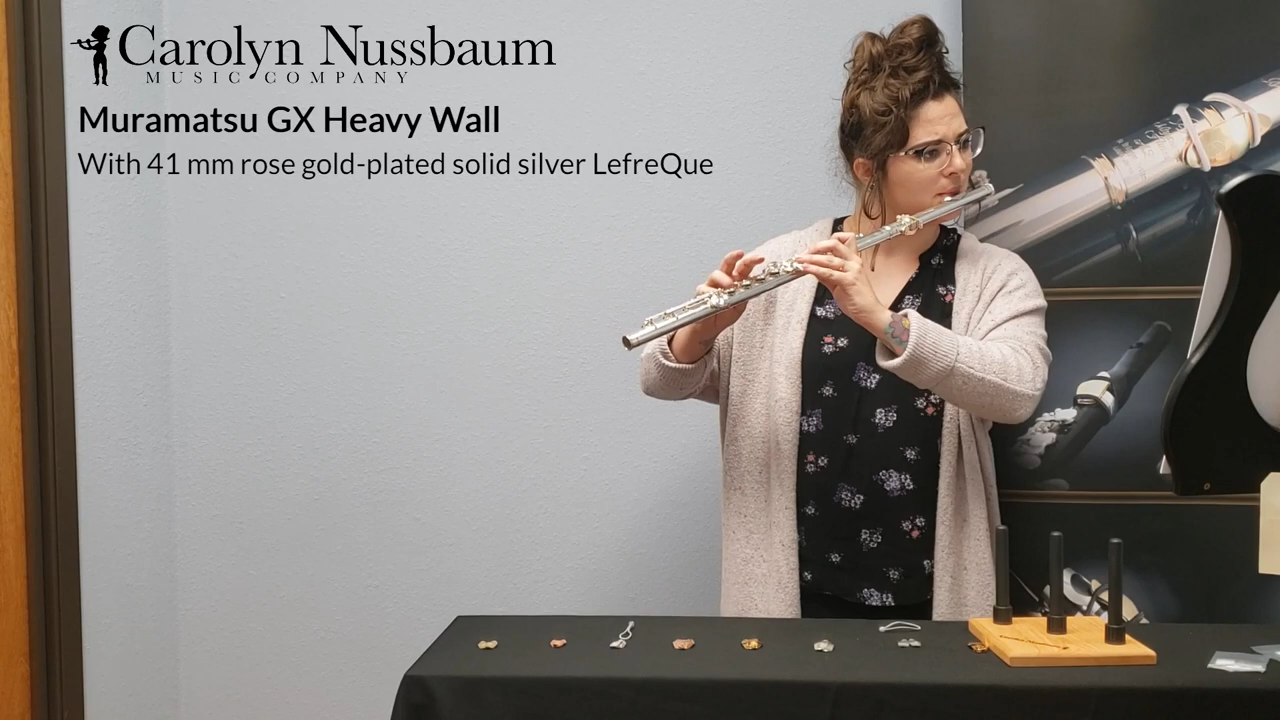 Carolyn Nussbaum
MUSIC COMPANY
Muramatsu GX Heavy Wall
With 41 mm rose gold-plated solid silver LefreQue